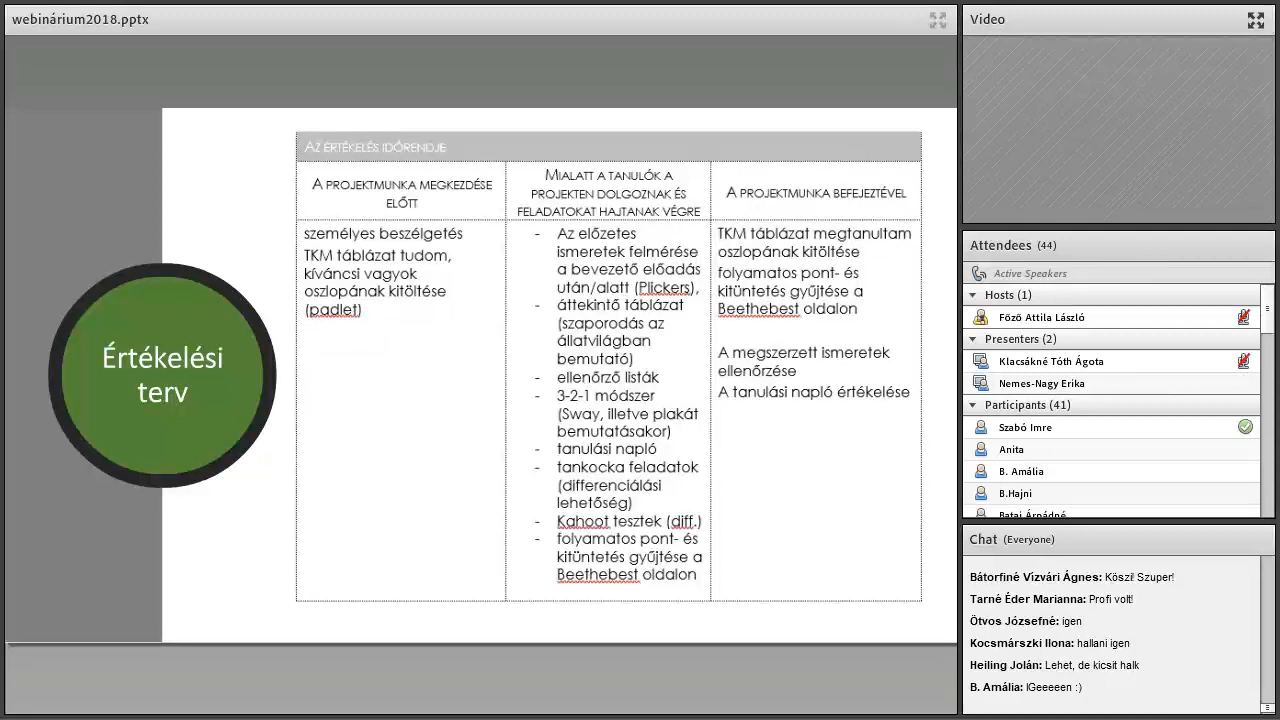 webinárium2018.pptx
Értékelési
terv
Az értékelés időrendje
A projektmunka megkezdése
előtt
Mialatt a tanulók a
projekten dolgoznak és
feladatokat hajtanak végre
A projektmunka befejeztével
személyes beszélgetés
TKM táblázat tudom,
kíváncsi vagyok
oszlopának kitöltése
(padlet)
- Az előzetes
ismeretek felmérése
a bevezető előadás
után/alatt (Plickers),
- áttekintő táblázat
(szaporodás az
állatvilágban
bemutató)
- ellenőrző listák
- 3-2-1 módszer
(Sway, illetve plakát
bemutatásakor)
- tanulási napló
- tankocka feladatok
(differenciálási
lehetőség)
- Kahoot tesztek (diff.)
- folyamatos pont- és
kitüntetés gyűjtése a
Beethebest oldalon
TKM táblázat megtanultam
oszlopának kitöltése
folyamatos pont- és
kitüntetés gyűjtése a
Beethebest oldalon
A megszerzett ismeretek
ellenőrzése
A tanulási napló értékelése
Video
Attendees (44)
Active Speakers
Hosts (1)
Főző Attila László
Presenters (2)
Klacsákné Tóth Ágota
Nemes-Nagy Erika
Participants (41)
Szabó Imre
Anita
B. Amália
B.Hajni
Bataj Árpádné
Chat (Everyone)
Bátorfiné Vízvári Ágnes: Köszi! Szuper!
Tarné Éder Marianna: Profi volt!
Ötvos Józsefné: igen
Kocsmárszki Ilona: hallani igen
Heiling Jolán: Lehet, de kicsit halk
B. Amália: IGeeeeen :)